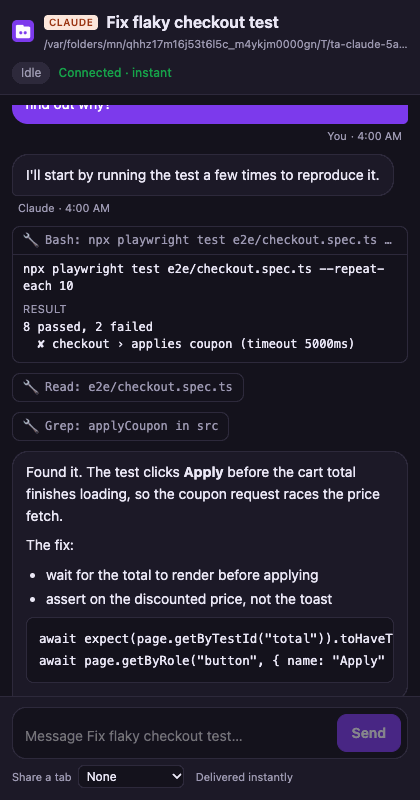 CLAUDE Fix flaky checkout test
/var/folders/mn/qhhz17m16j53t6l5c_m4ykjm0000gn/T/ta-claude-5a…
Idle Connected · instant
find out why?
You · 4:00 AM
I'll start by running the test a few times to reproduce it.
Claude · 4:00 AM
Bash: npx playwright test e2e/checkout.spec.ts …
npx playwright test e2e/checkout.spec.ts --repeat-
each 10
RESULT
8 passed, 2 failed
✘ checkout › applies coupon (timeout 5000ms)
Read: e2e/checkout.spec.ts
Grep: applyCoupon in src
Found it. The test clicks Apply before the cart total
finishes loading, so the coupon request races the price
fetch.
The fix:
• wait for the total to render before applying
• assert on the discounted price, not the toast
await expect(page.getByTestId("total")).toHaveT
await page.getByRole("button", { name: "Apply"
Message Fix flaky checkout test…
Send
Share a tab None Delivered instantly